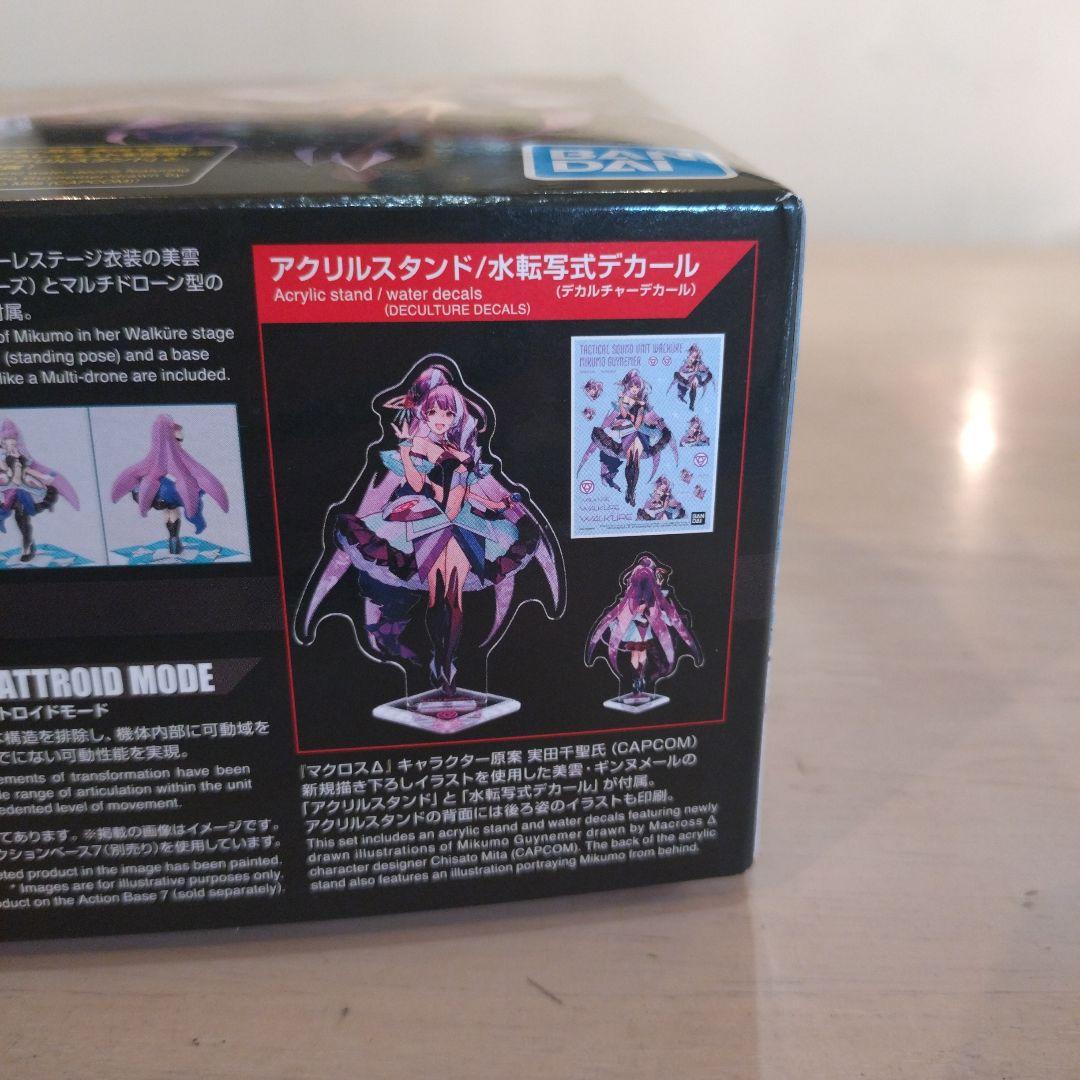 BAN
DAI
ーレステージ衣装の美雲
ーズ）とマルチドローン型の
付属。
of Mikumo in her Walküre stage
(standing pose) and a base
like a Multi-drone are included.
アクリルスタンド/水転写式デカール
Acrylic stand / water decals
(デカルチャーデカール)
(DECULTURE DECALS)
TACTICAL SOUND UNIT WALKÜRE
MIKUMO GUYNEMER
WALKÜRE
WALKÜRE
BAN
DAI
ATTROID MODE
トロイドモード
構造を排除し、機体内部に可動域を
でにない可動性能を実現。
ements of transformation have been
le range of articulation within the unit
edented level of movement.
てあります。※掲載の画像はイメージです。
クションベース7(別売り)を使用しています。
eted product in the image has been painted.
* Images are for illustrative purposes only.
oduct on the Action Base 7 (sold separately).
『マクロスΔ』キャラクター原案 実田千聖氏（CAPCOM）
新規描き下ろしイラストを使用した美雲・ギンヌメールの
「アクリルスタンド」と「水転写式デカール」が付属。
アクリルスタンドの背面には後ろ姿のイラストも印刷。
This set includes an acrylic stand and water decals featuring newly
drawn illustrations of Mikumo Guynemer drawn by Macross Δ
character designer Chisato Mita (CAPCOM). The back of the acrylic
stand also features an illustration portraying Mikumo from behind.